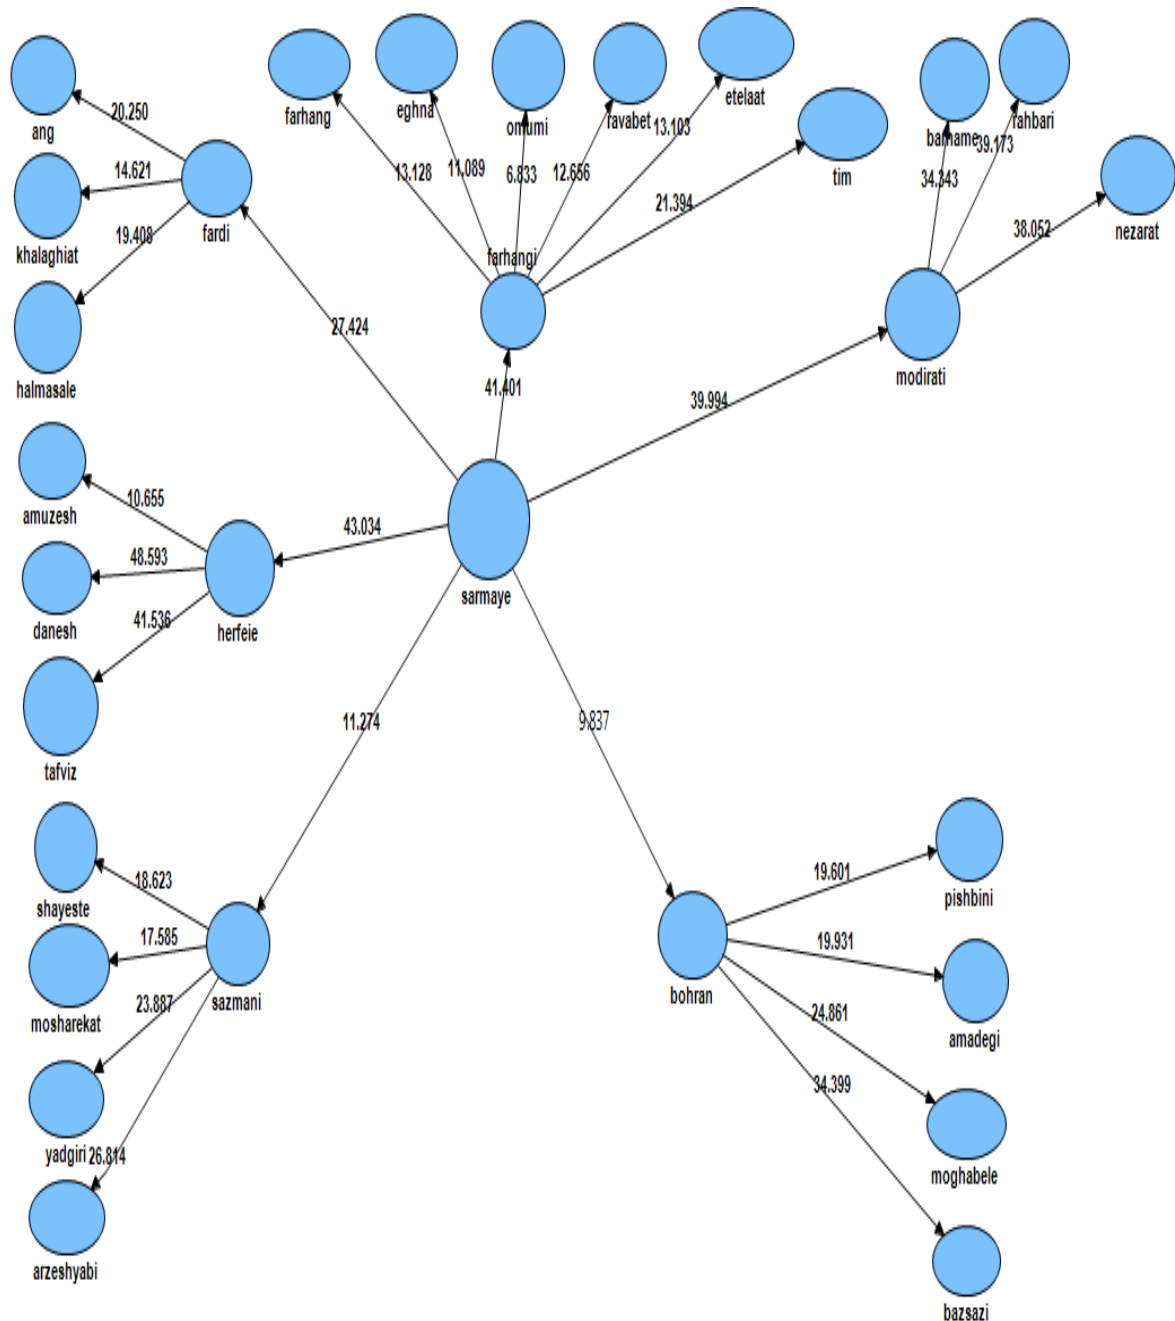 ang
20.250
14.621
khalaghiat
19.408
halmasale
fardi
farhang
eghna
omumi
ravabet
etelaat
tim
13.128
11.089
6.833
12.656
13.103
21.394
farhangi
barname
rahbari
nezarat
34.343
39.173
38.052
modirati
27.424
41.401
39.994
amuzesh
10.655
48.593
danesh
41.536
tafviz
herfeie
43.034
sarmaye
11.274
9.837
shayeste
18.623
17.585
mosharekat
23.887
yadgiri
26.814
arzeshyabi
sazmani
bohran
19.601
pishbini
19.931
amadegi
24.861
moghabele
34.399
bazsazi